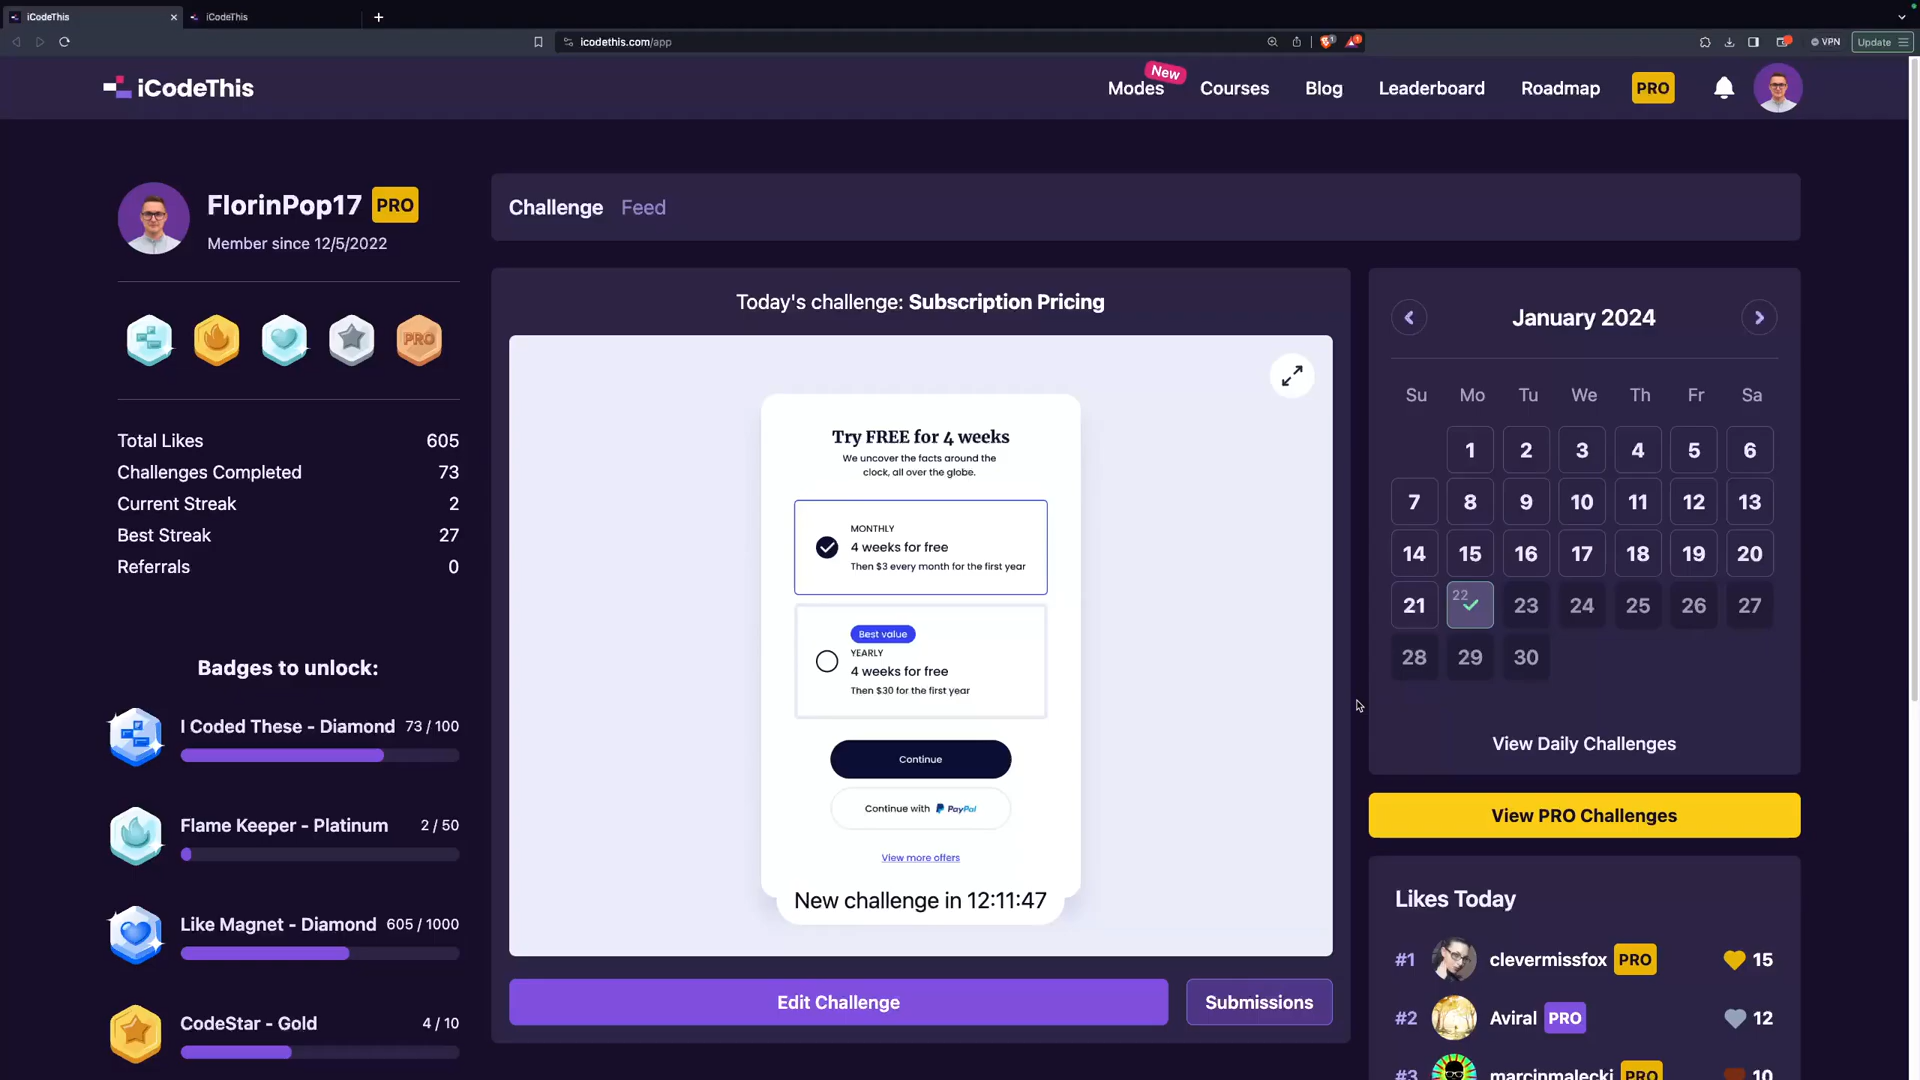 iCodeThis
iCodeThis
icodethis.com/app
VPN
Update
iCodeThis
Modes
New
Courses
Blog
Leaderboard
Roadmap
PRO
FlorinPop17 PRO
Member since 12/5/2022
PRO
Total Likes 605
Challenges Completed 73
Current Streak 2
Best Streak 27
Referrals 0
Badges to unlock:
I Coded These - Diamond 73 / 100
Flame Keeper - Platinum 2 / 50
Like Magnet - Diamond 605 / 1000
CodeStar - Gold 4 / 10
Challenge Feed
Today's challenge: Subscription Pricing
Try FREE for 4 weeks
We uncover the facts around the
clock, all over the globe.
MONTHLY
4 weeks for free
Then $3 every month for the first year
Best value
YEARLY
4 weeks for free
Then $30 for the first year
Continue
Continue with PayPal
View more offers
New challenge in 12:11:47
Edit Challenge
Submissions
January 2024
Su Mo Tu We Th Fr Sa
1 2 3 4 5 6
7 8 9 10 11 12 13
14 15 16 17 18 19 20
21 22 23 24 25 26 27
28 29 30
View Daily Challenges
View PRO Challenges
Likes Today
#1 clevermissfox PRO 15
#2 Aviral PRO 12
#3 marcinmalecki PRO 10